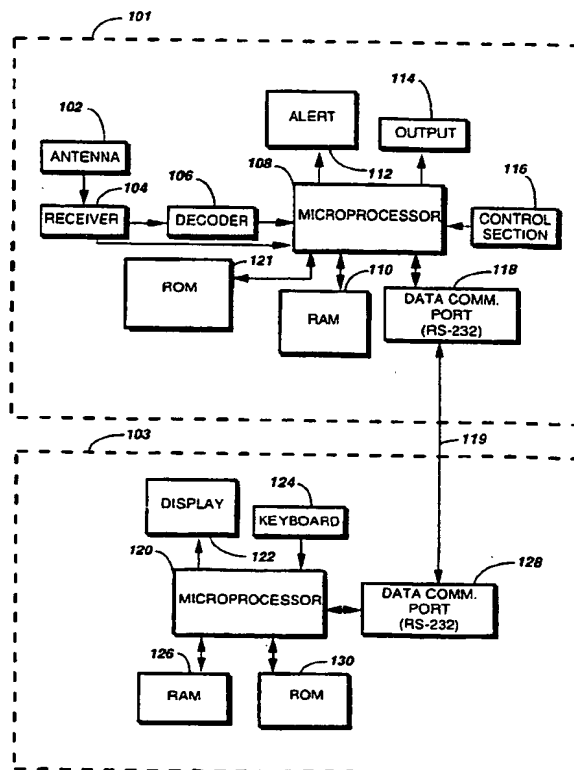 101
102
ANTENNA
104
RECEIVER
106
DECODER
108
MICROPROCESSOR
ALERT
112
114
OUTPUT
116
CONTROL
SECTION
121
ROM
110
RAM
118
DATA COMM.
PORT
(RS-232)
119
103
DISPLAY
122
124
KEYBOARD
120
MICROPROCESSOR
128
DATA COMM.
PORT
(RS-232)
126
RAM
130
ROM